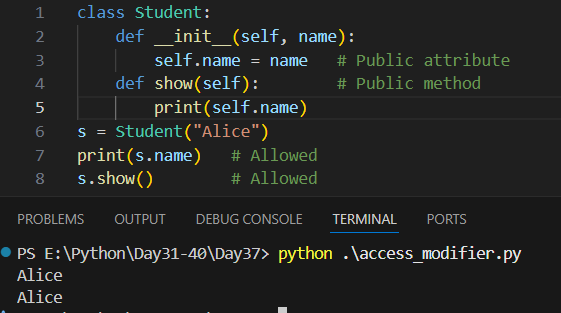 1 class Student:
2     def __init__(self, name):
3         self.name = name   # Public attribute
4     def show(self):        # Public method
5         print(self.name)
6 s = Student("Alice")
7 print(s.name)   # Allowed
8 s.show()        # Allowed
PROBLEMS OUTPUT DEBUG CONSOLE TERMINAL PORTS
PS E:\Python\Day31-40\Day37> python .\access_modifier.py
Alice
Alice